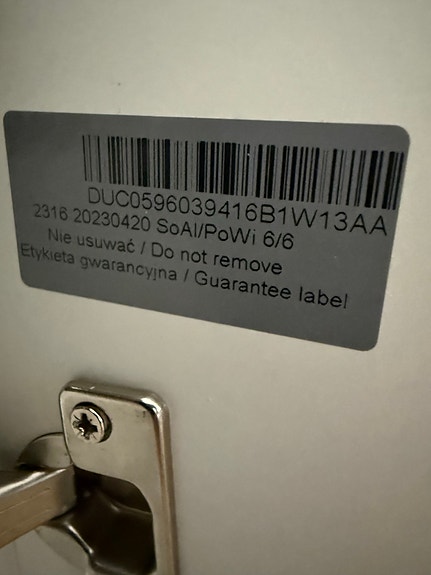 DUC0596039416B1W13AA
2316 20230420 SoAl/PoWi 6/6
Nie usuwać / Do not remove
Etykieta gwarancyjna / Guarantee label